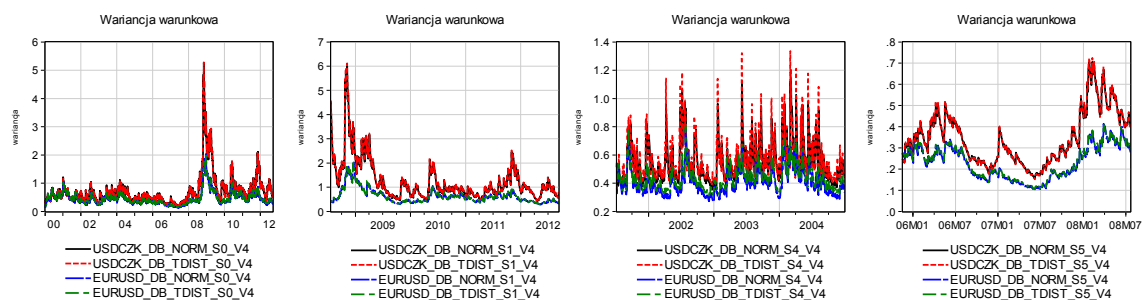 Wariancja warunkowa
wariancja
6
5
4
3
2
1
0
00 02 04 06 08 10 12
USDCZK_DB_NORM_S0_V4
USDCZK_DB_TDIST_S0_V4
EURUSD_DB_NORM_S0_V4
EURUSD_DB_TDIST_S0_V4
Wariancja warunkowa
wariancja
7
6
5
4
3
2
1
0
2009 2010 2011 2012
USDCZK_DB_NORM_S1_V4
USDCZK_DB_TDIST_S1_V4
EURUSD_DB_NORM_S1_V4
EURUSD_DB_TDIST_S1_V4
Wariancja warunkowa
wariancja
1.4
1.2
1.0
0.8
0.6
0.4
0.2
2002 2003 2004
USDCZK_DB_NORM_S4_V4
USDCZK_DB_TDIST_S4_V4
EURUSD_DB_NORM_S4_V4
EURUSD_DB_TDIST_S4_V4
Wariancja warunkowa
wariancja
.8
.7
.6
.5
.4
.3
.2
.1
.0
06M01 06M07 07M01 07M07 08M01 08M07
USDCZK_DB_NORM_S5_V4
USDCZK_DB_TDIST_S5_V4
EURUSD_DB_NORM_S5_V4
EURUSD_DB_TDIST_S5_V4